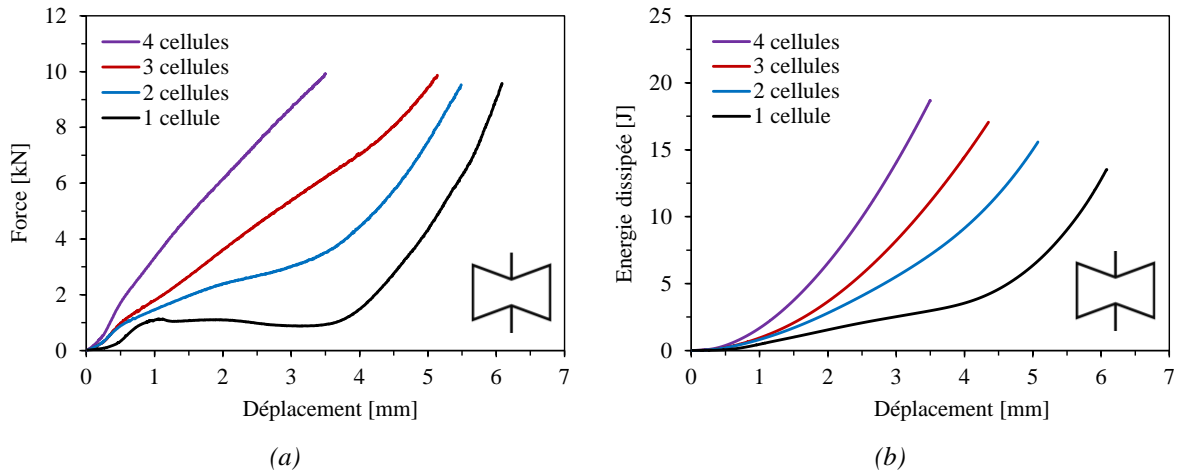 12
10
8
6
4
2
0
Force [kN]
4 cellules
3 cellules
2 cellules
1 cellule
0 1 2 3 4 5 6 7
Déplacement [mm]
(a)
25
20
15
10
5
0
Energie dissipée [J]
4 cellules
3 cellules
2 cellules
1 cellule
0 1 2 3 4 5 6 7
Déplacement [mm]
(b)